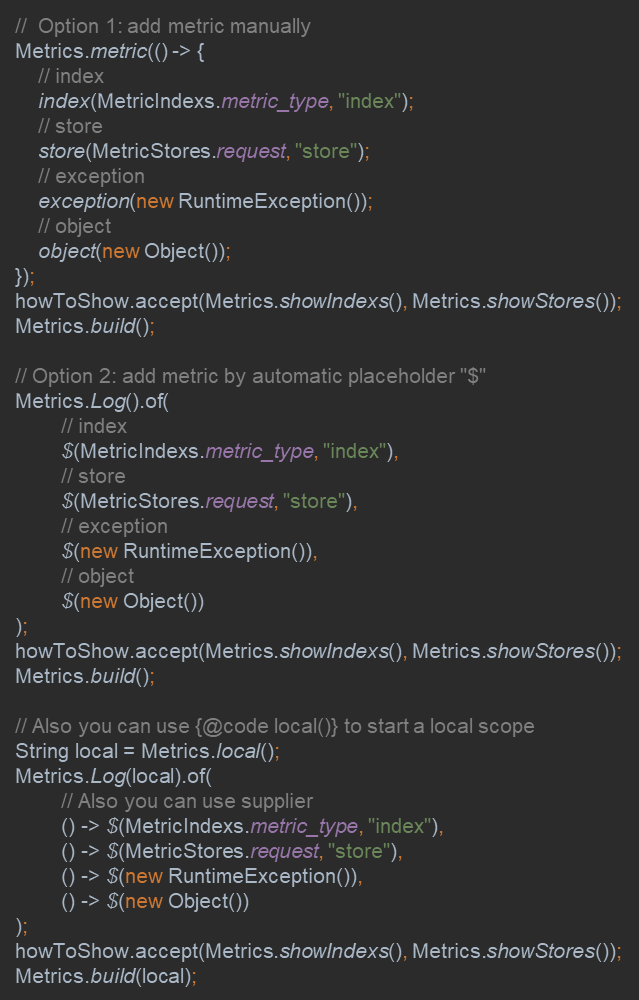 //  Option 1: add metric manually
Metrics.metric(() -> {
    // index
    index(MetricIndexs.metric_type, "index");
    // store
    store(MetricStores.request, "store");
    // exception
    exception(new RuntimeException());
    // object
    object(new Object());
});
howToShow.accept(Metrics.showIndexs(), Metrics.showStores());
Metrics.build();

// Option 2: add metric by automatic placeholder "$"
Metrics.Log().of(
        // index
        $(MetricIndexs.metric_type, "index"),
        // store
        $(MetricStores.request, "store"),
        // exception
        $(new RuntimeException()),
        // object
        $(new Object())
);
howToShow.accept(Metrics.showIndexs(), Metrics.showStores());
Metrics.build();

// Also you can use {@code local()} to start a local scope
String local = Metrics.local();
Metrics.Log(local).of(
        // Also you can use supplier
        () -> $(MetricIndexs.metric_type, "index"),
        () -> $(MetricStores.request, "store"),
        () -> $(new RuntimeException()),
        () -> $(new Object())
);
howToShow.accept(Metrics.showIndexs(), Metrics.showStores());
Metrics.build(local);